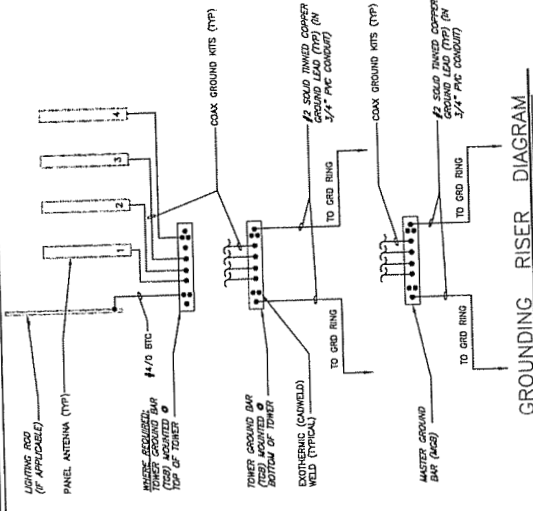 LIGHTING ROD
(IF APPLICABLE)
PANEL ANTENNA (TYP)
1
2
3
4
COAX GROUND KITS (TYP)
WHERE REQUIRED:
TOWER GROUND BAR
(TGB) MOUNTED @
TOP OF TOWER
#4/0 BTC
#2 SOLID TINNED COPPER
GROUND LEAD (TYP) (IN
3/4" PVC CONDUIT)
TOWER GROUND BAR
(TGB) MOUNTED @
BOTTOM OF TOWER
EXOTHERMIC (CADWELD)
WELD (TYPICAL)
TO GRD RING
TO GRD RING
COAX GROUND KITS (TYP)
#2 SOLID TINNED COPPER
GROUND LEAD (TYP) (IN
3/4" PVC CONDUIT)
MASTER GROUND
BAR (MGB)
TO GRD RING
TO GRD RING
GROUNDING RISER DIAGRAM